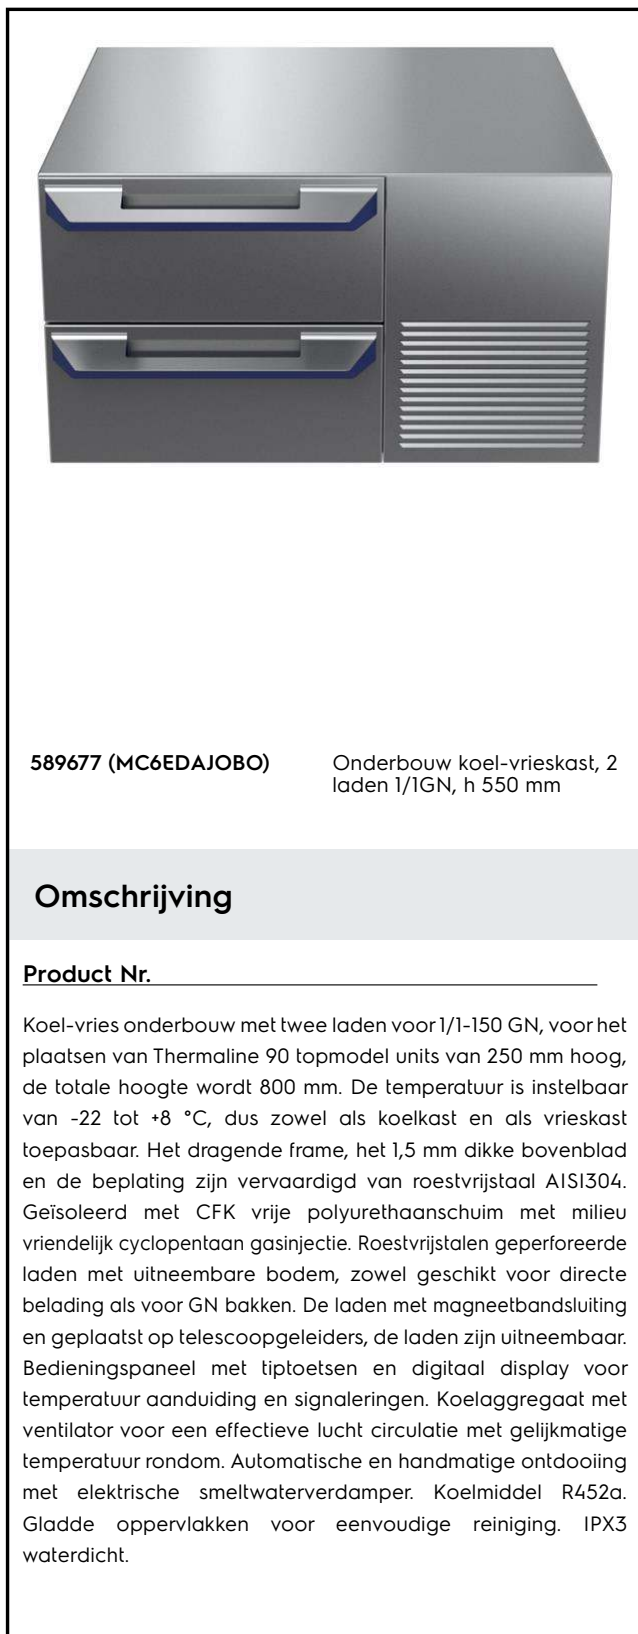 589677 (MC6EDAJOBO)
Onderbouw koel-vrieskast, 2
laden 1/1GN, h 550 mm
Omschrijving
Product Nr.
Koel-vries onderbouw met twee laden voor 1/1-150 GN, voor het
plaatsen van Thermaline 90 topmodel units van 250 mm hoog,
de totale hoogte wordt 800 mm. De temperatuur is instelbaar
van -22 tot +8 °C, dus zowel als koelkast en als vrieskast
toepasbaar. Het dragende frame, het 1,5 mm dikke bovenblad
en de beplating zijn vervaardigd van roestvrijstaal AISI304.
Geïsoleerd met CFK vrije polyurethaanschuim met milieu
vriendelijk cyclopentaan gasinjectie. Roestvrijstalen geperforeerde
laden met uitneembare bodem, zowel geschikt voor directe
belading als voor GN bakken. De laden met magneetbandsluiting
en geplaatst op telescoopgeleiders, de laden zijn uitneembaar.
Bedieningspaneel met tiptoetsen en digitaal display voor
temperatuur aanduiding en signaleringen. Koelaggregaat met
ventilator voor een effectieve lucht circulatie met gelijkmatige
temperatuur rondom. Automatische en handmatige ontdooiing
met elektrische smeltwaterverdamper. Koelmiddel R452a.
Gladde oppervlakken voor eenvoudige reiniging. IPX3
waterdicht.